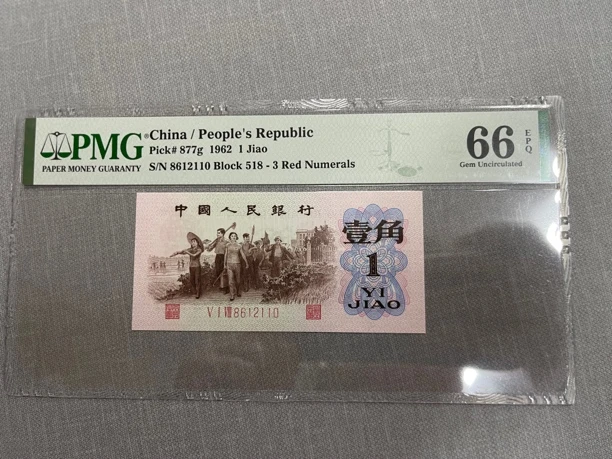 PMG
PAPER MONEY GUARANTY
China / People's Republic
Pick# 877g 1962 1 Jiao
S/N 8612110 Block 518 - 3 Red Numerals
66 EPQ
Gem Uncirculated
中國人民銀行
壹角
1
YI
JIAO
V I Ⅷ 8612110